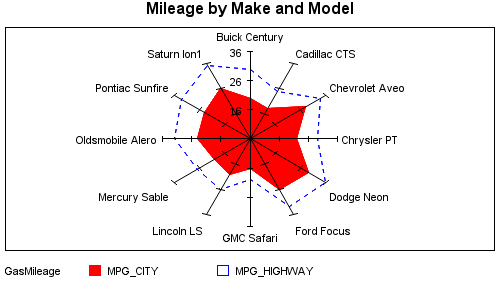 Mileage by Make and Model
Buick Century
Saturn Ion1
36
Cadillac CTS
Pontiac Sunfire
26
Chevrolet Aveo
16
Oldsmobile Alero
Chrysler PT
Mercury Sable
Dodge Neon
Lincoln LS
GMC Safari
Ford Focus
GasMileage
MPG_CITY
MPG_HIGHWAY